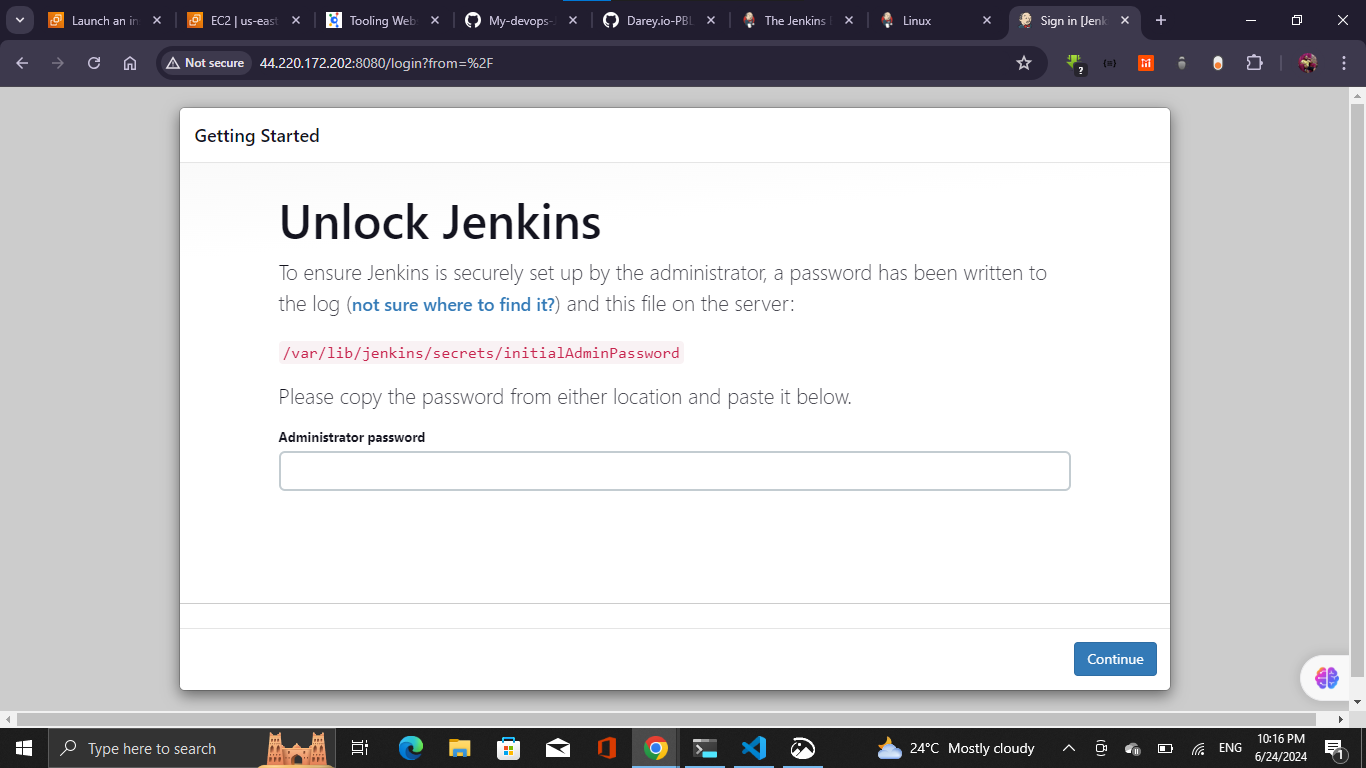 Launch an in
EC2 | us-east
Tooling Webs
My-devops-
Darey.io-PBL
The Jenkins
Linux
Sign in [Jenk
Not secure
44.220.172.202:8080/login?from=%2F
Getting Started
Unlock Jenkins
To ensure Jenkins is securely set up by the administrator, a password has been written to
the log (not sure where to find it?) and this file on the server:
/var/lib/jenkins/secrets/initialAdminPassword
Please copy the password from either location and paste it below.
Administrator password
Continue
Type here to search
24°C Mostly cloudy
ENG
10:16 PM
6/24/2024
1